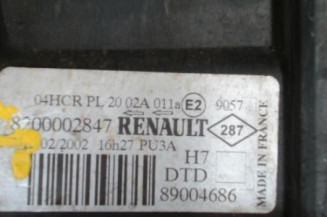 04HCR PL 20 02A 011a E2 9057
8200002847 RENAULT 287
02/2002 16h27 PU3A
H7
DTD
89004686
MADE IN FRANCE